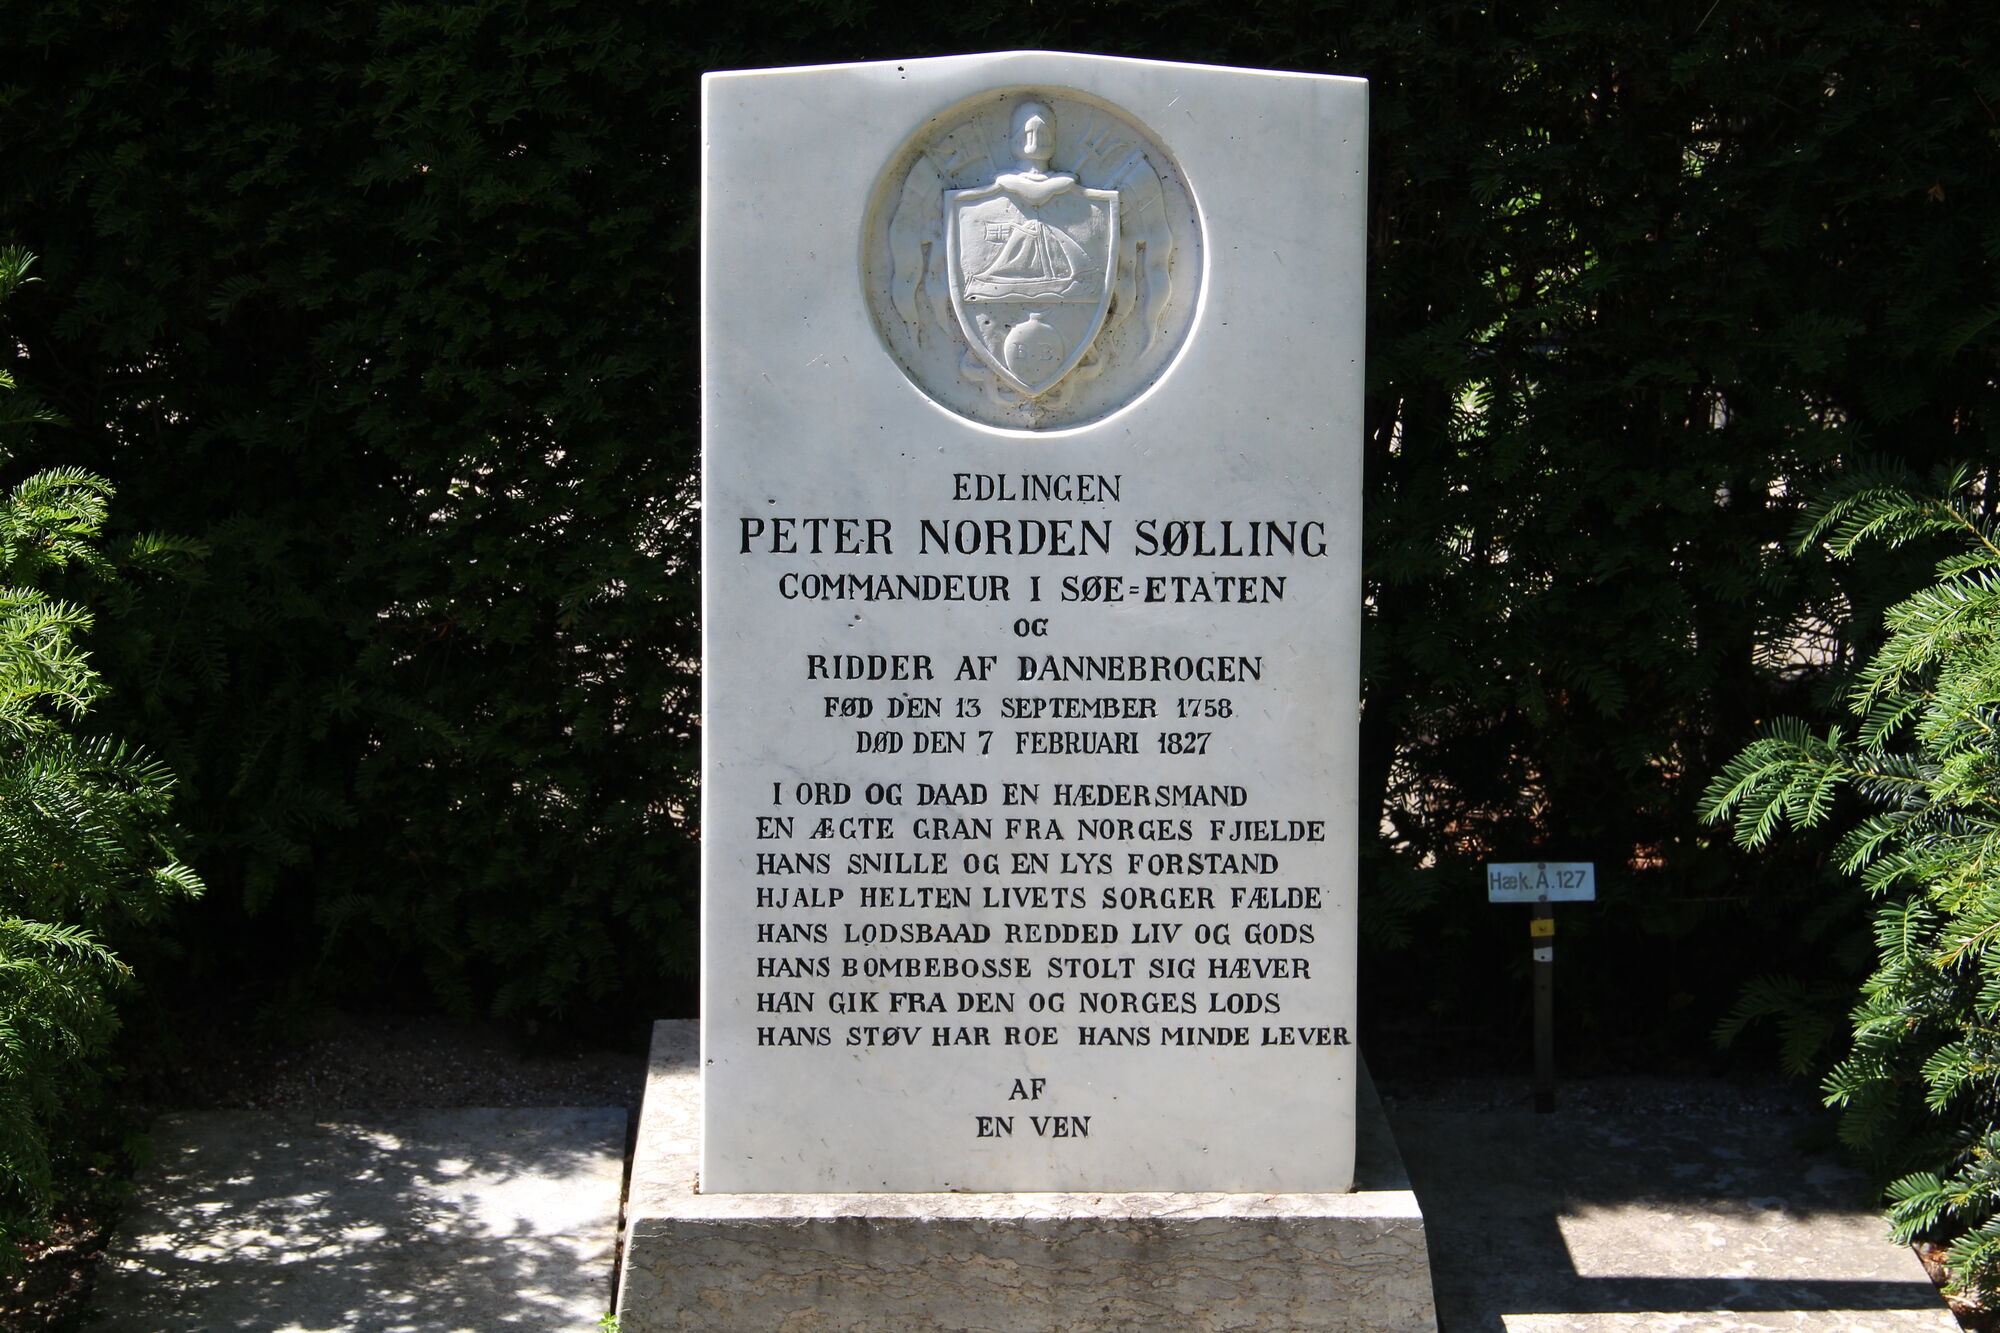 B.B.
EDLINGEN
PETER NORDEN SØLLING
COMMANDEUR I SØE=ETATEN
OG
RIDDER AF DANNEBROGEN
FØD DEN 13 SEPTEMBER 1758
DØD DEN 7 FEBRUARI 1827
I ORD OG DAAD EN HÆDERSMAND
EN ÆGTE GRAN FRA NORGES FJIELDE
HANS SNILLE OG EN LYS FORSTAND
HJALP HELTEN LIVETS SORGER FÆLDE
HANS LODSBAAD REDDED LIV OG GODS
HANS BOMBEBOSSE STOLT SIG HÆVER
HAN GIK FRA DEN OG NORGES LODS
HANS STØV HAR ROE HANS MINDE LEVER
AF
EN VEN
Hæk.Å.127